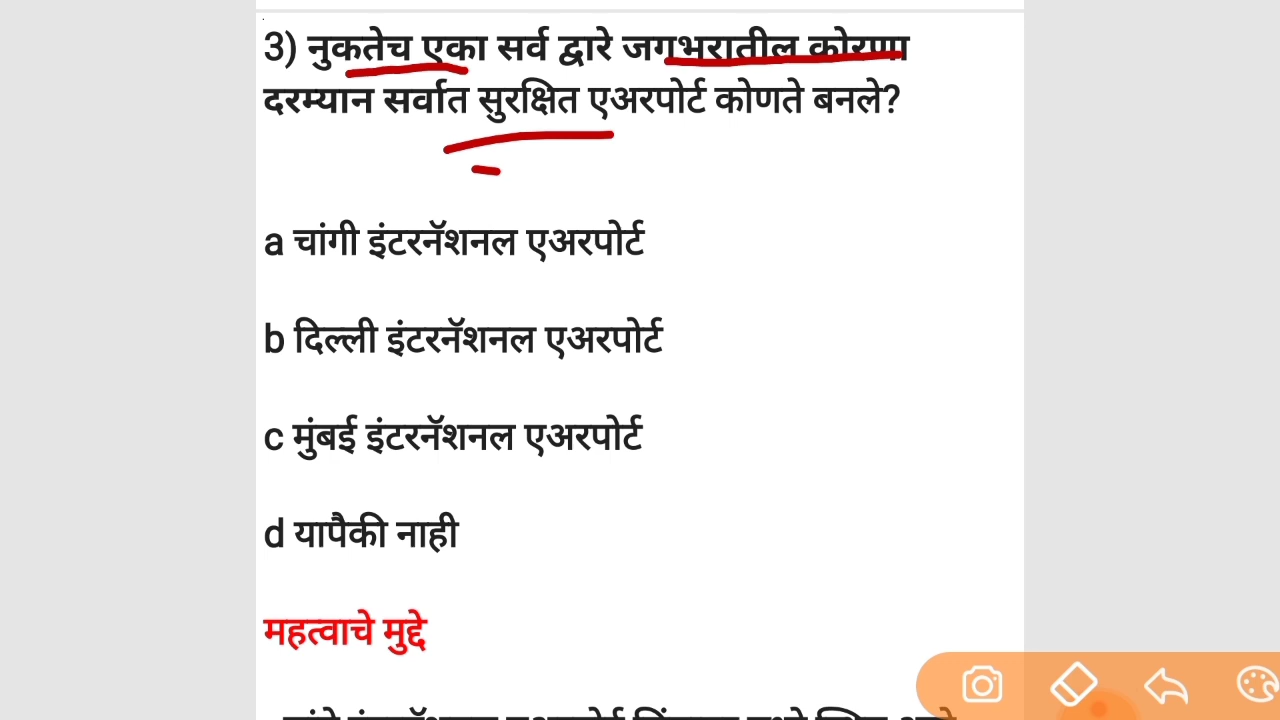 3) नुकतेच एका सर्व द्वारे जगभरातील कोरणा
दरम्यान सर्वात सुरक्षित एअरपोर्ट कोणते बनले?
a चांगी इंटरनॅशनल एअरपोर्ट
b दिल्ली इंटरनॅशनल एअरपोर्ट
c मुंबई इंटरनॅशनल एअरपोर्ट
d यापैकी नाही
महत्वाचे मुद्दे